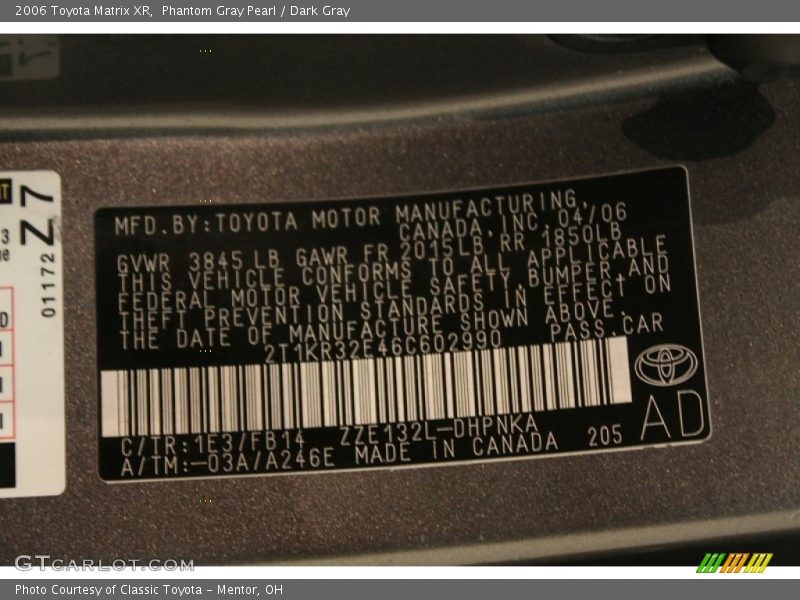 2006 Toyota Matrix XR, Phantom Gray Pearl / Dark Gray
Z7
01172
MFD.BY:TOYOTA MOTOR MANUFACTURING,
CANADA,INC.04/06
GVWR 3845LB GAWR FR 2015LB,RR 1850LB
THIS VEHICLE CONFORMS TO ALL APPLICABLE
FEDERAL MOTOR VEHICLE SAFETY,BUMPER,AND
THEFT PREVENTION STANDARDS IN EFFECT ON
THE DATE OF MANUFACTURE SHOWN ABOVE.
2T1KR32E46C602990 PASS.CAR
C/TR:1E3/FB14 ZZE132L-DHPNKA
A/TM:-03A/A246E MADE IN CANADA 205
AD
GTcarlot.com
Photo Courtesy of Classic Toyota - Mentor, OH